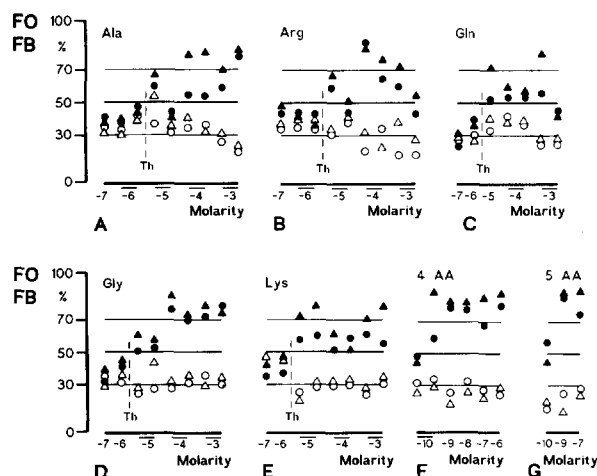 FO
FB
100
%
70
50
30
0
Ala
Th
-7 -6 -5 -4 -3
Molarity
A
Arg
Th
-7 -6 -5 -4 -3
Molarity
B
Gln
Th
-7 -6 -5 -4 -3
Molarity
C
FO
FB
100
%
70
50
30
0
Gly
Th
-7 -6 -5 -4 -3
Molarity
D
Lys
Th
-7 -6 -5 -4 -3
Molarity
E
4 AA
-10 -9 -8 -7 -6
Molarity
F
5 AA
-10 -9 -7
Molarity
G